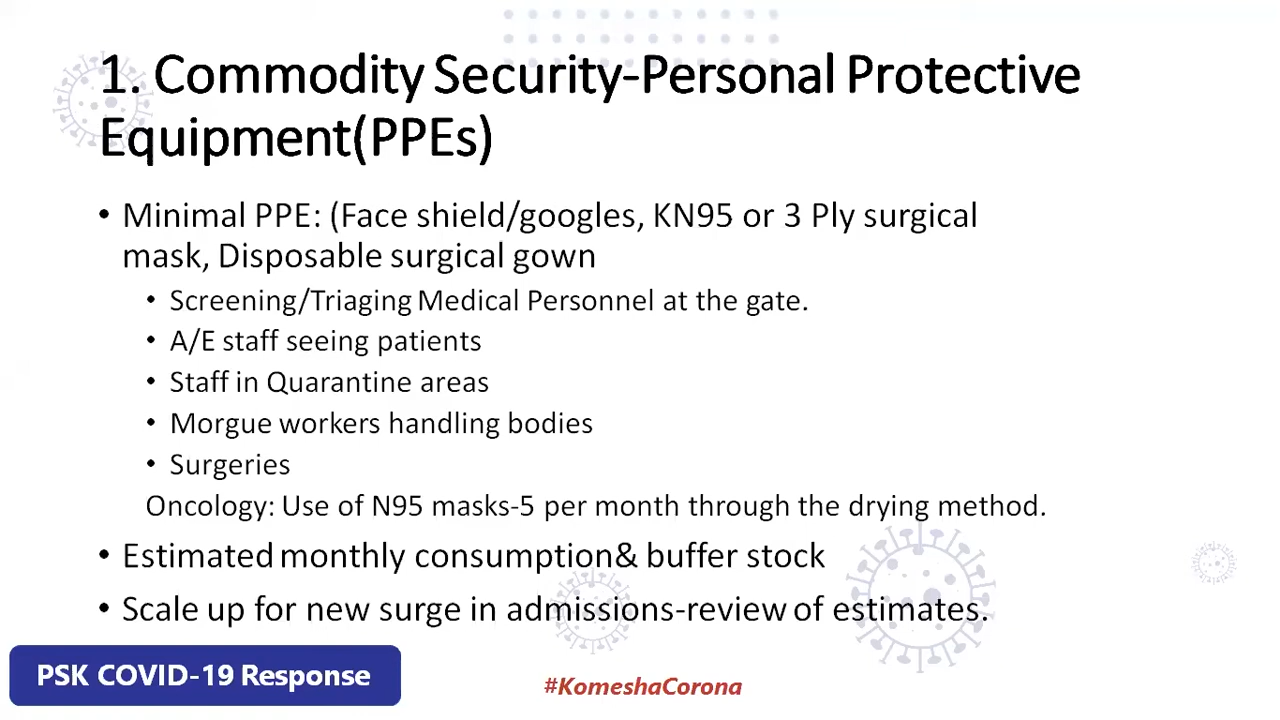 1. Commodity Security-Personal Protective
Equipment(PPEs)
• Minimal PPE: (Face shield/googles, KN95 or 3 Ply surgical
mask, Disposable surgical gown
• Screening/Triaging Medical Personnel at the gate.
• A/E staff seeing patients
• Staff in Quarantine areas
• Morgue workers handling bodies
• Surgeries
Oncology: Use of N95 masks-5 per month through the drying method.
• Estimated monthly consumption& buffer stock
• Scale up for new surge in admissions-review of estimates.
PSK COVID-19 Response
#KomeshaCorona